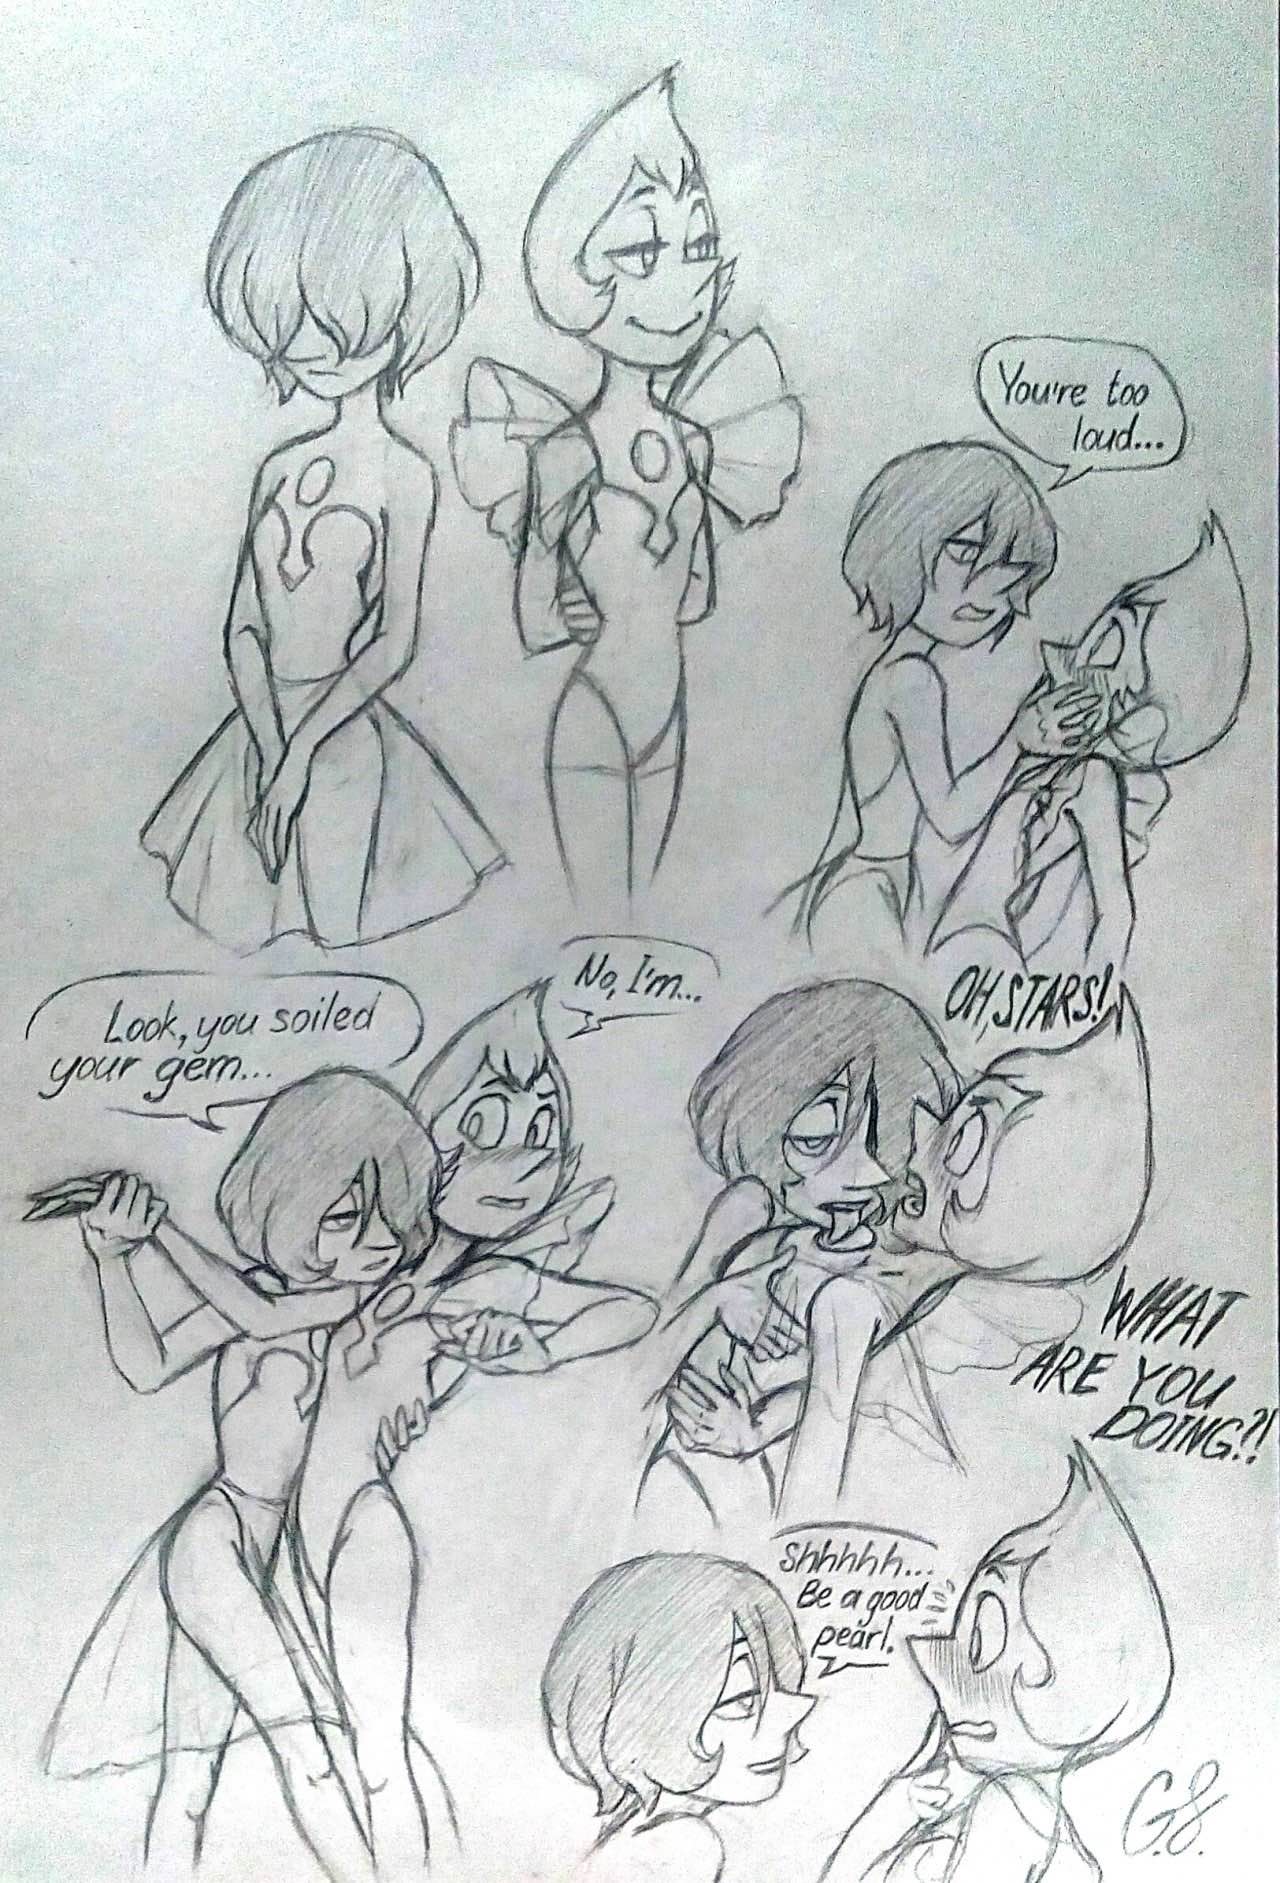 You're too
loud...
Look, you soiled
your gem...
No, I'm...
OH, STARS!
WHAT
ARE YOU
DOING?!
Shhhhh...
Be a good
pearl.
G.8.